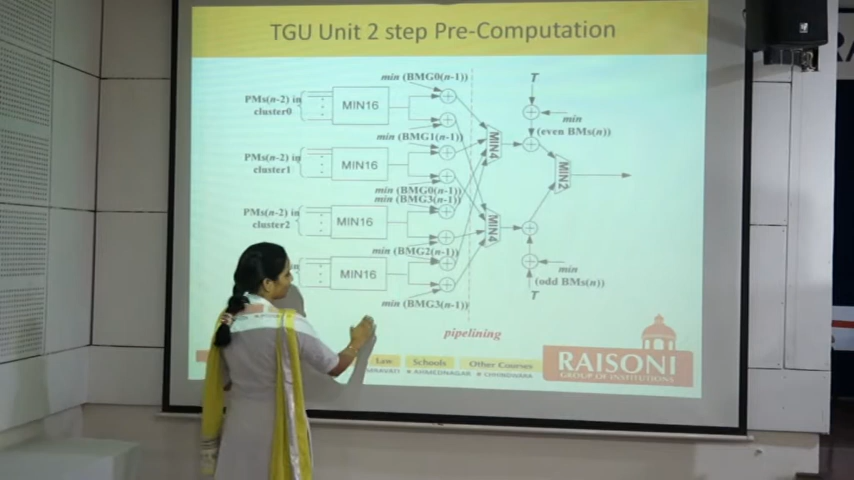 TGU Unit 2 step Pre-Computation
min (BMG0(n-1))
PMs(n-2) in
cluster0
MIN16
min (BMG1(n-1))
PMs(n-2) in
cluster1
MIN16
min (BMG0(n-1))
min (BMG3(n-1))
PMs(n-2) in
cluster2
MIN16
min (BMG2(n-1))
MIN16
min (BMG3(n-1))
MIN4
MIN4
T
min
(even BMs(n))
MIN2
min
(odd BMs(n))
T
pipelining
Law
Schools
Other Courses
AHMEDNAGAR
CHHINDWARA
RAISONI
GROUP OF INSTITUTIONS